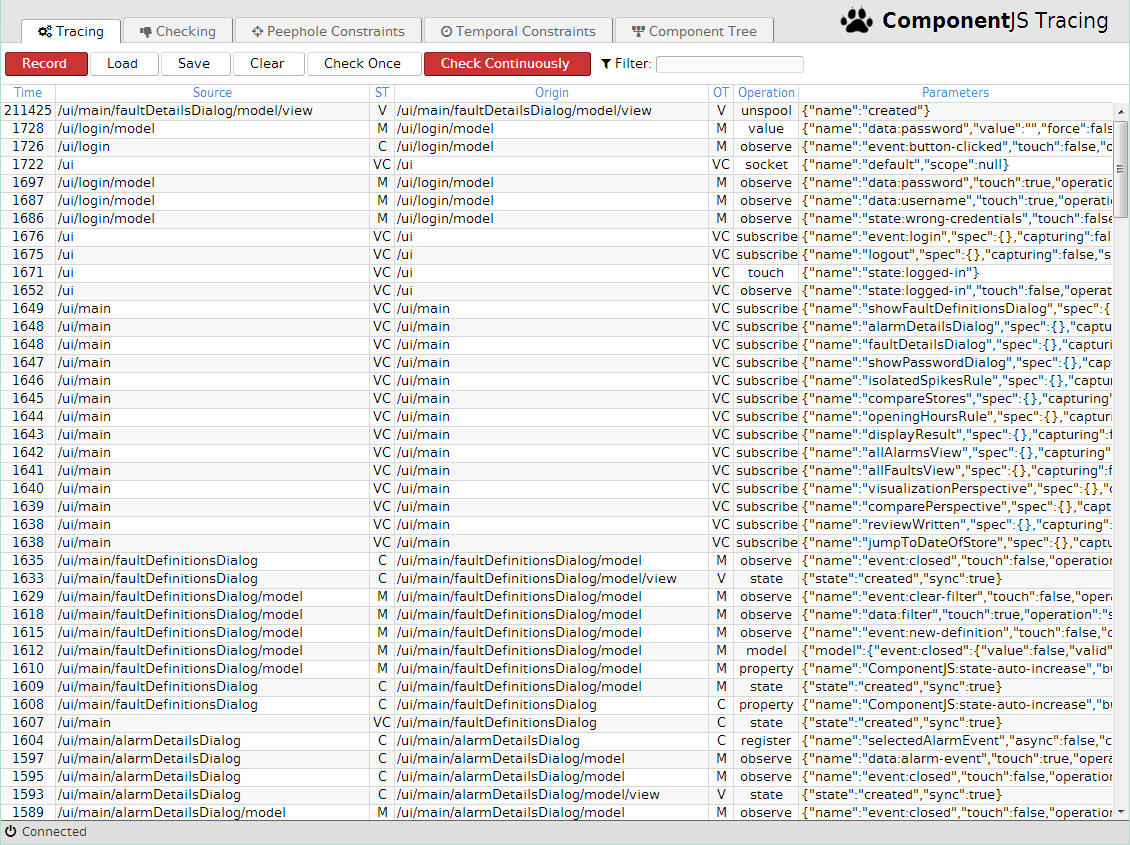 Tracing Checking Peephole Constraints Temporal Constraints Component Tree ComponentJS Tracing
Record Load Save Clear Check Once Check Continuously Filter:
Time Source ST Origin OT Operation Parameters
211425 /ui/main/faultDetailsDialog/model/view V /ui/main/faultDetailsDialog/model/view V unspool {"name":"created"}
1728 /ui/login/model M /ui/login/model M value {"name":"data:password","value":"","force":fals
1726 /ui/login C /ui/login/model M observe {"name":"event:button-clicked","touch":false,"o
1722 /ui VC /ui VC socket {"name":"default","scope":null}
1697 /ui/login/model M /ui/login/model M observe {"name":"data:password","touch":true,"operatio
1687 /ui/login/model M /ui/login/model M observe {"name":"data:username","touch":true,"operatio
1686 /ui/login/model M /ui/login/model M observe {"name":"state:wrong-credentials","touch":false
1676 /ui VC /ui VC subscribe {"name":"event:login","spec":{},"capturing":fal
1675 /ui VC /ui VC subscribe {"name":"logout","spec":{},"capturing":false,"s
1671 /ui VC /ui VC touch {"name":"state:logged-in"}
1652 /ui VC /ui VC observe {"name":"state:logged-in","touch":false,"operat
1649 /ui/main VC /ui/main VC subscribe {"name":"showFaultDefinitionsDialog","spec":{
1648 /ui/main VC /ui/main VC subscribe {"name":"alarmDetailsDialog","spec":{},"captu
1648 /ui/main VC /ui/main VC subscribe {"name":"faultDetailsDialog","spec":{},"capturi
1647 /ui/main VC /ui/main VC subscribe {"name":"showPasswordDialog","spec":{},"cap
1646 /ui/main VC /ui/main VC subscribe {"name":"isolatedSpikesRule","spec":{},"captu
1645 /ui/main VC /ui/main VC subscribe {"name":"compareStores","spec":{},"capturing"
1644 /ui/main VC /ui/main VC subscribe {"name":"openingHoursRule","spec":{},"capturi
1643 /ui/main VC /ui/main VC subscribe {"name":"displayResult","spec":{},"capturing":f
1642 /ui/main VC /ui/main VC subscribe {"name":"allAlarmsView","spec":{},"capturing"
1641 /ui/main VC /ui/main VC subscribe {"name":"allFaultsView","spec":{},"capturing":f
1640 /ui/main VC /ui/main VC subscribe {"name":"visualizationPerspective","spec":{},"c
1639 /ui/main VC /ui/main VC subscribe {"name":"comparePerspective","spec":{},"capt
1638 /ui/main VC /ui/main VC subscribe {"name":"reviewWritten","spec":{},"capturing":
1638 /ui/main VC /ui/main VC subscribe {"name":"jumpToDateOfStore","spec":{},"captu
1635 /ui/main/faultDefinitionsDialog C /ui/main/faultDefinitionsDialog/model M observe {"name":"event:closed","touch":false,"operation
1633 /ui/main/faultDefinitionsDialog C /ui/main/faultDefinitionsDialog/model/view V state {"state":"created","sync":true}
1629 /ui/main/faultDefinitionsDialog/model M /ui/main/faultDefinitionsDialog/model M observe {"name":"event:clear-filter","touch":false,"opera
1618 /ui/main/faultDefinitionsDialog/model M /ui/main/faultDefinitionsDialog/model M observe {"name":"data:filter","touch":true,"operation":"s
1615 /ui/main/faultDefinitionsDialog/model M /ui/main/faultDefinitionsDialog/model M observe {"name":"event:new-definition","touch":false,"o
1612 /ui/main/faultDefinitionsDialog/model M /ui/main/faultDefinitionsDialog/model M model {"model":{"event:closed":{"value":false,"valid"
1610 /ui/main/faultDefinitionsDialog/model M /ui/main/faultDefinitionsDialog/model M property {"name":"ComponentJS:state-auto-increase","bu
1609 /ui/main/faultDefinitionsDialog C /ui/main/faultDefinitionsDialog/model M state {"state":"created","sync":true}
1608 /ui/main/faultDefinitionsDialog C /ui/main/faultDefinitionsDialog C property {"name":"ComponentJS:state-auto-increase","bu
1607 /ui/main VC /ui/main/faultDefinitionsDialog C state {"state":"created","sync":true}
1604 /ui/main/alarmDetailsDialog C /ui/main/alarmDetailsDialog C register {"name":"selectedAlarmEvent","async":false,"c
1597 /ui/main/alarmDetailsDialog C /ui/main/alarmDetailsDialog/model M observe {"name":"data:alarm-event","touch":true,"opera
1595 /ui/main/alarmDetailsDialog C /ui/main/alarmDetailsDialog/model M observe {"name":"event:closed","touch":false,"operation
1593 /ui/main/alarmDetailsDialog C /ui/main/alarmDetailsDialog/model/view V state {"state":"created","sync":true}
1589 /ui/main/alarmDetailsDialog/model M /ui/main/alarmDetailsDialog/model M observe {"name":"event:closed","touch":false,"operation
Connected